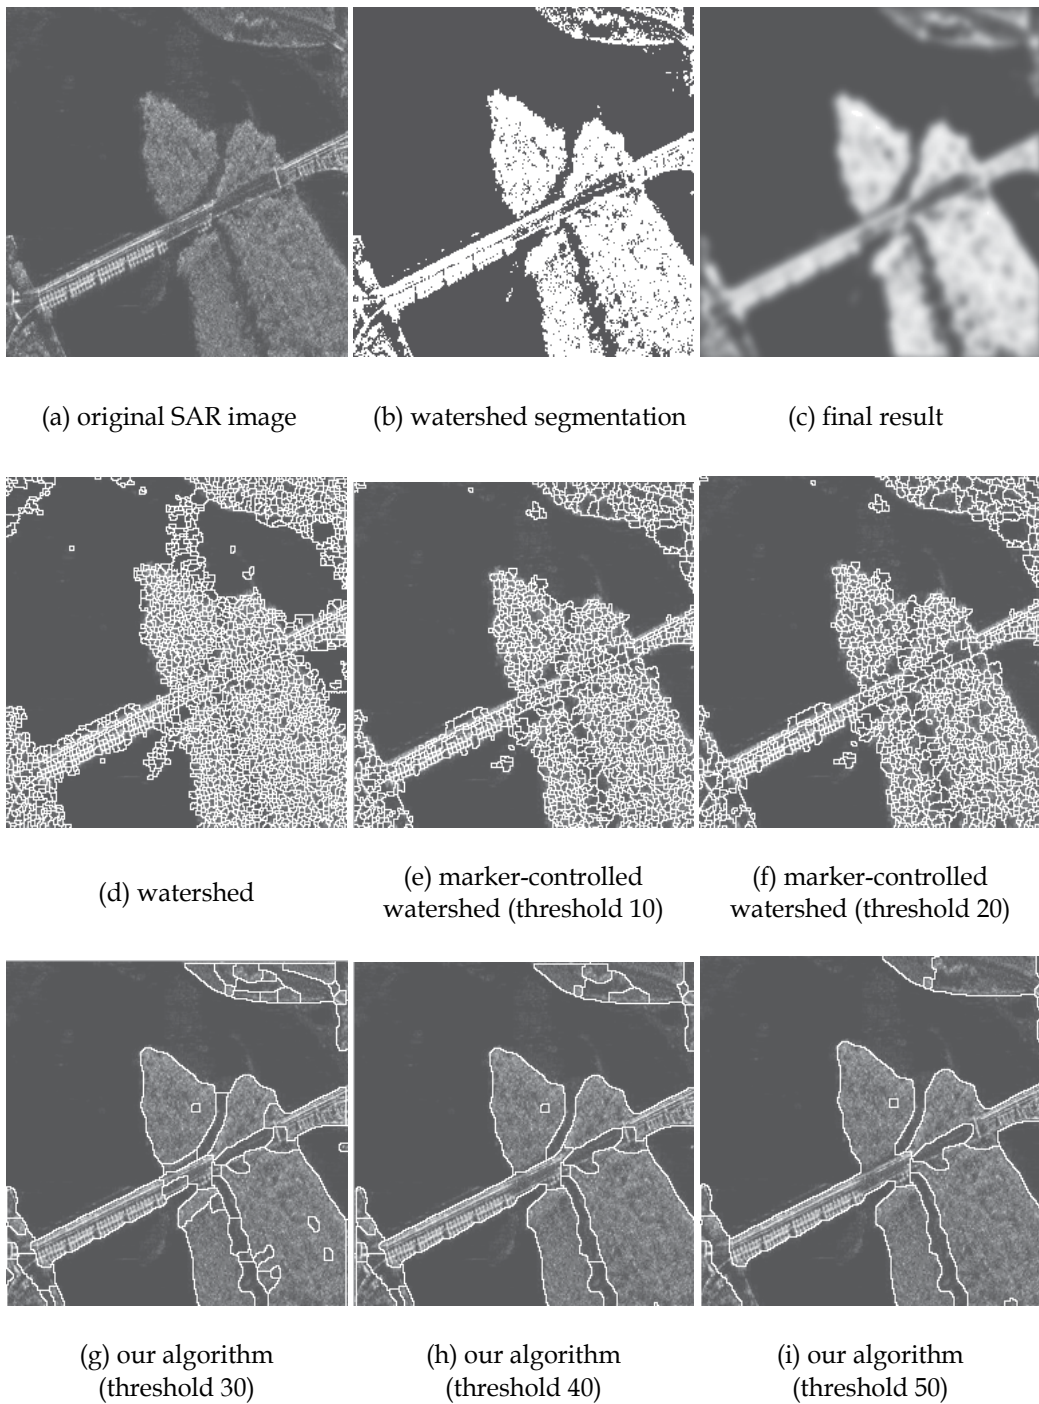 (a) original SAR image
(b) watershed segmentation
(c) final result
(d) watershed
(e) marker-controlled
watershed (threshold 10)
(f) marker-controlled
watershed (threshold 20)
(g) our algorithm
(threshold 30)
(h) our algorithm
(threshold 40)
(i) our algorithm
(threshold 50)